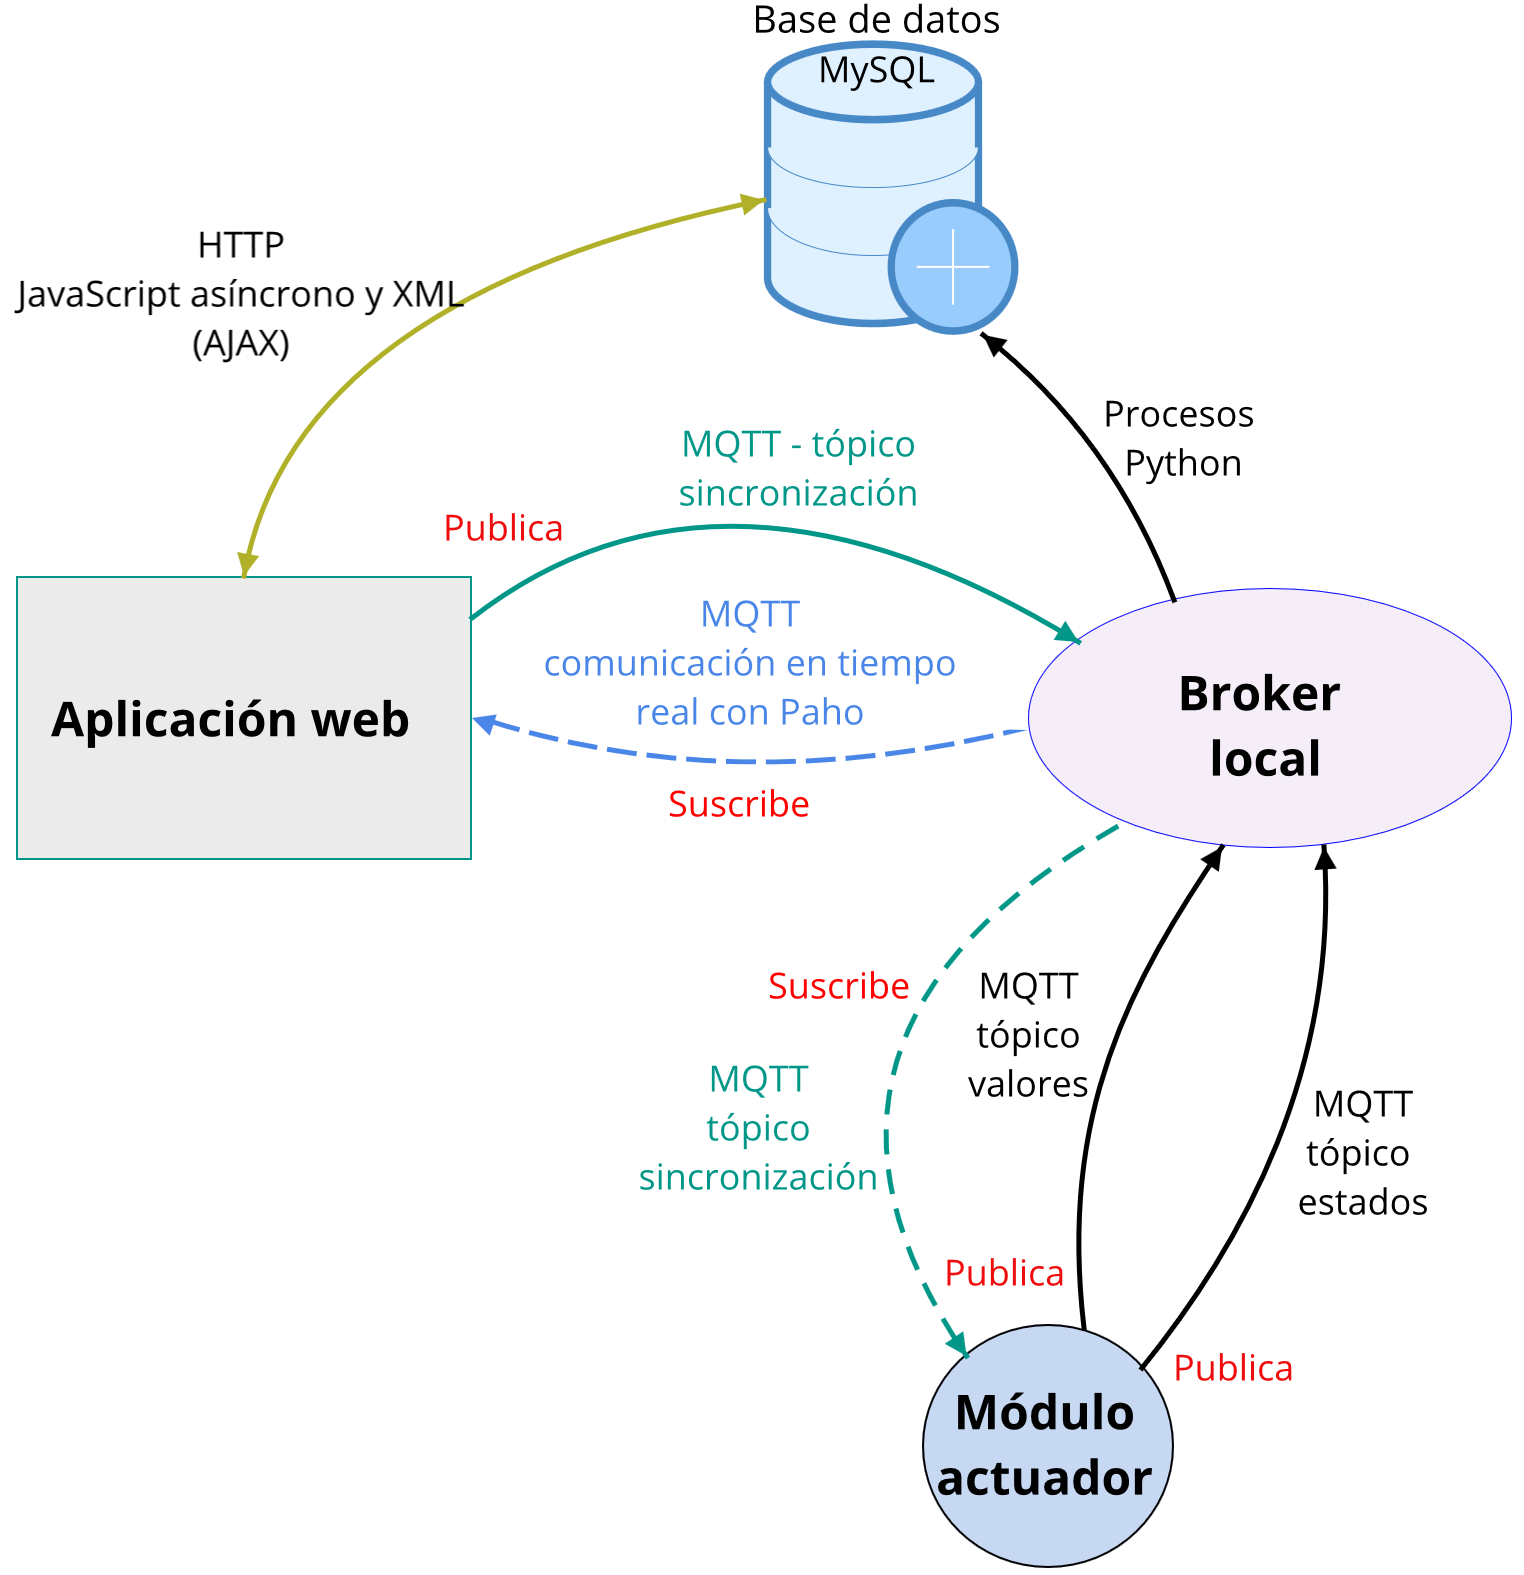 Base de datos
MySQL
HTTP
JavaScript asíncrono y XML
(AJAX)
Procesos
Python
MQTT - tópico
sincronización
Publica
MQTT
comunicación en tiempo
real con Paho
Suscribe
Aplicación web
Broker
local
Suscribe
MQTT
tópico
valores
MQTT
tópico
sincronización
MQTT
tópico
estados
Publica
Publica
Módulo
actuador